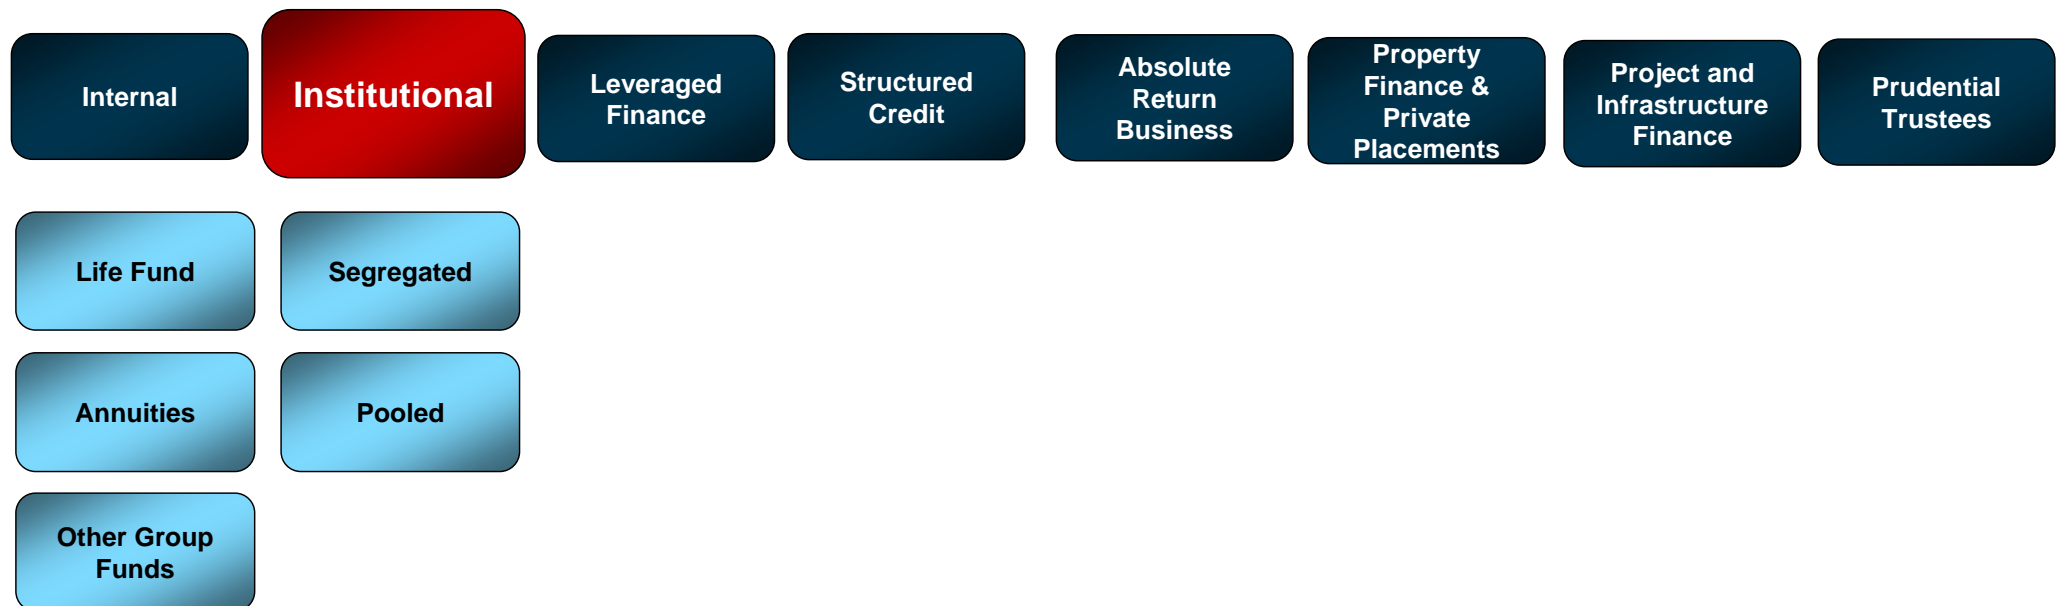 Internal
Institutional
Leveraged
Finance
Structured
Credit
Absolute
Return
Business
Property
Finance &
Private
Placements
Project and
Infrastructure
Finance
Prudential
Trustees
Life Fund
Segregated
Annuities
Pooled
Other Group
Funds